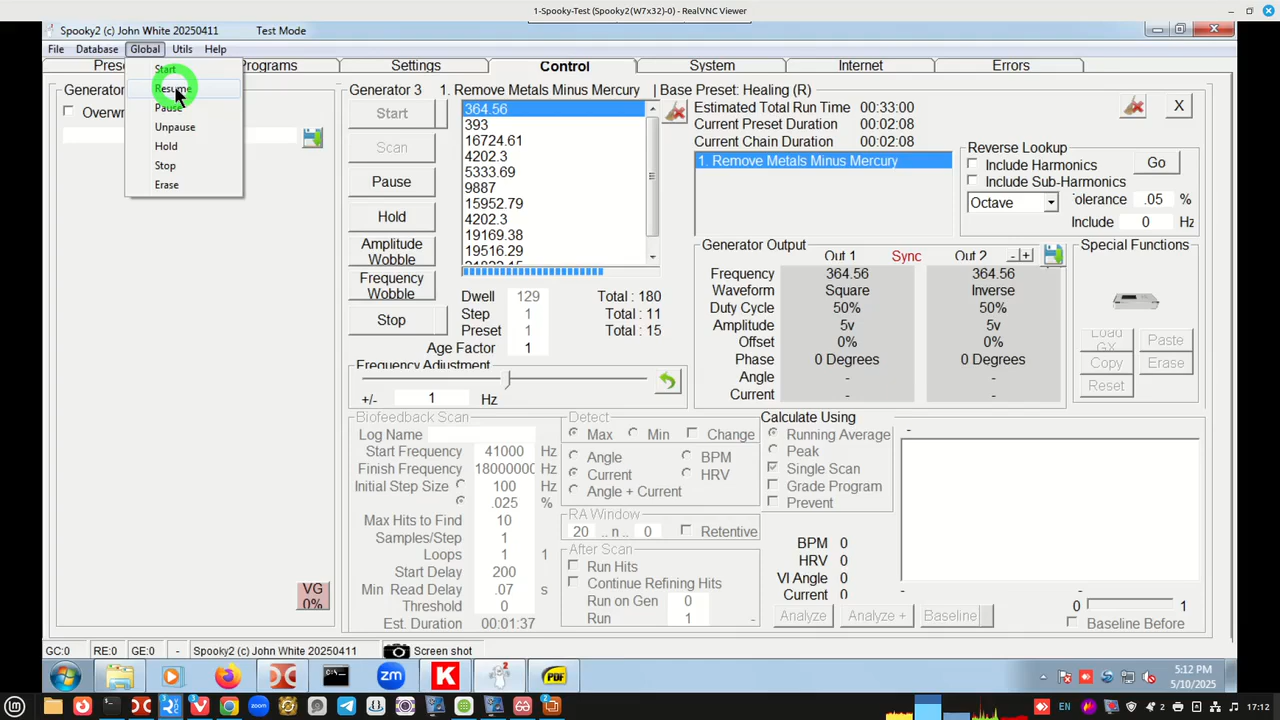 1-Spooky-Test (Spooky2(W7x32)-0) - RealVNC Viewer
Spooky2 (c) John White 20250411 Test Mode
File Database Global Utils Help
Start
Resume
Pause
Unpause
Hold
Stop
Erase
Settings Control System Internet Errors
Generator 3 1. Remove Metals Minus Mercury | Base Preset: Healing (R)
Start
Scan
Pause
Hold
Amplitude
Wobble
Frequency
Wobble
Stop
364.56
393
16724.61
4202.3
5333.69
9887
15952.79
4202.3
19169.38
19516.29
Dwell 129 Total : 180
Step 1 Total : 11
Preset 1 Total : 15
Age Factor 1
Frequency Adjustment
+/- 1 Hz
Estimated Total Run Time 00:33:00
Current Preset Duration 00:02:08
Current Chain Duration 00:02:08
1. Remove Metals Minus Mercury
X
Reverse Lookup
Include Harmonics Go
Include Sub-Harmonics
Octave Tolerance .05 %
Include 0 Hz
Generator Output Out 1 Sync Out 2 - +
Frequency 364.56 364.56
Waveform Square Inverse
Duty Cycle 50% 50%
Amplitude 5v 5v
Offset 0% 0%
Phase 0 Degrees 0 Degrees
Angle - -
Current - -
Special Functions
Load
GX Paste
Copy Erase
Reset
Biofeedback Scan
Log Name
Start Frequency 41000 Hz
Finish Frequency 18000000 Hz
Initial Step Size 100 Hz
.025 %
Max Hits to Find 10
Samples/Step 1
Loops 1 1
Start Delay 200
Min Read Delay .07 s
Threshold 0
Est. Duration 00:01:37
Detect
Max Min Change
Angle BPM
Current HRV
Angle + Current
RA Window
20 .. n .. 0 Retentive
After Scan
Run Hits
Continue Refining Hits
Run on Gen 0
Run 1 -
Calculate Using
Running Average
Peak
Single Scan
Grade Program
Prevent
BPM 0
HRV 0
VI Angle 0
Current 0
Analyze Analyze + Baseline
-
- -
0 1
Baseline Before
VG
0%
GC:0 RE:0 GE:0 - Spooky2 (c) John White 20250411 Screen shot
zm K 2 PDF
5:12 PM
5/10/2025
zoom EN 17:12